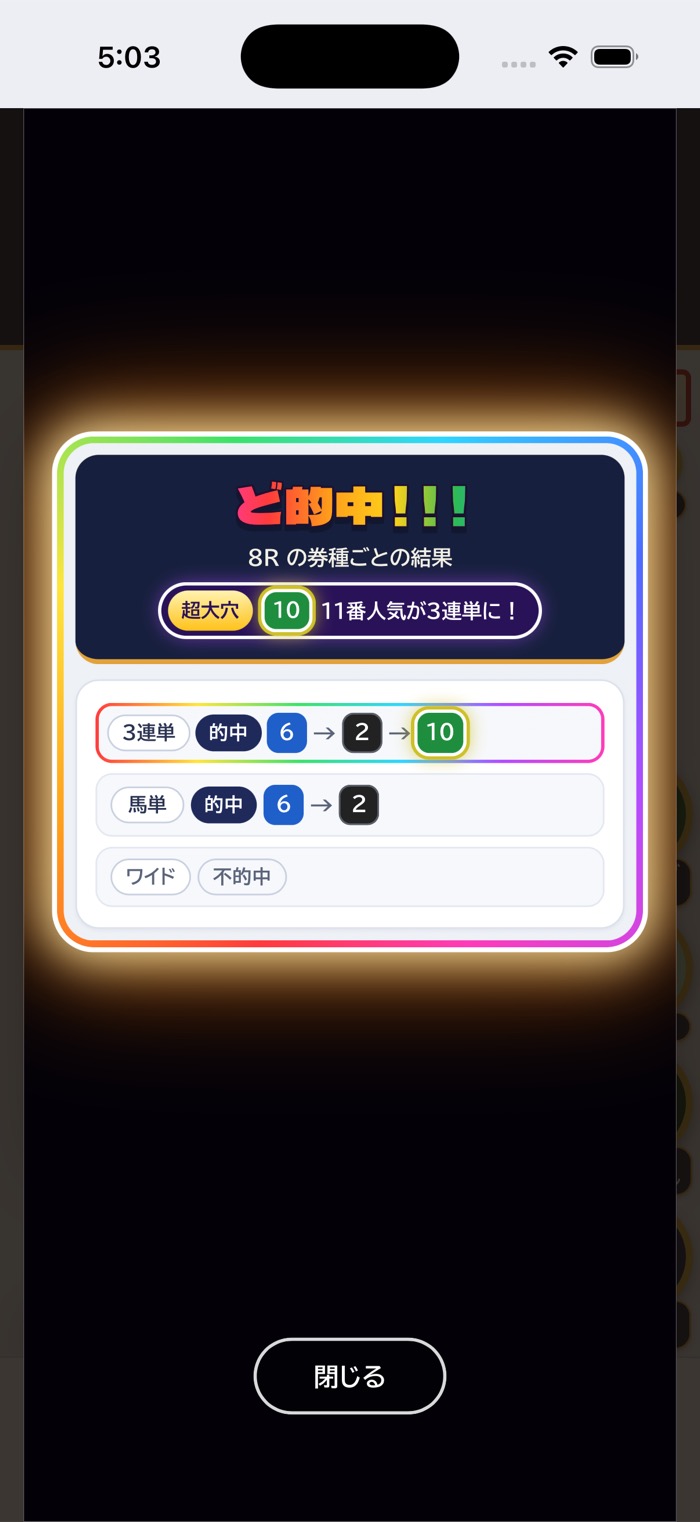 5:03
ど的中!!!
8R の券種ごとの結果
超大穴 10 11番人気が3連単に!
3連単 的中 6 → 2 → 10
馬単 的中 6 → 2
ワイド 不的中
閉じる